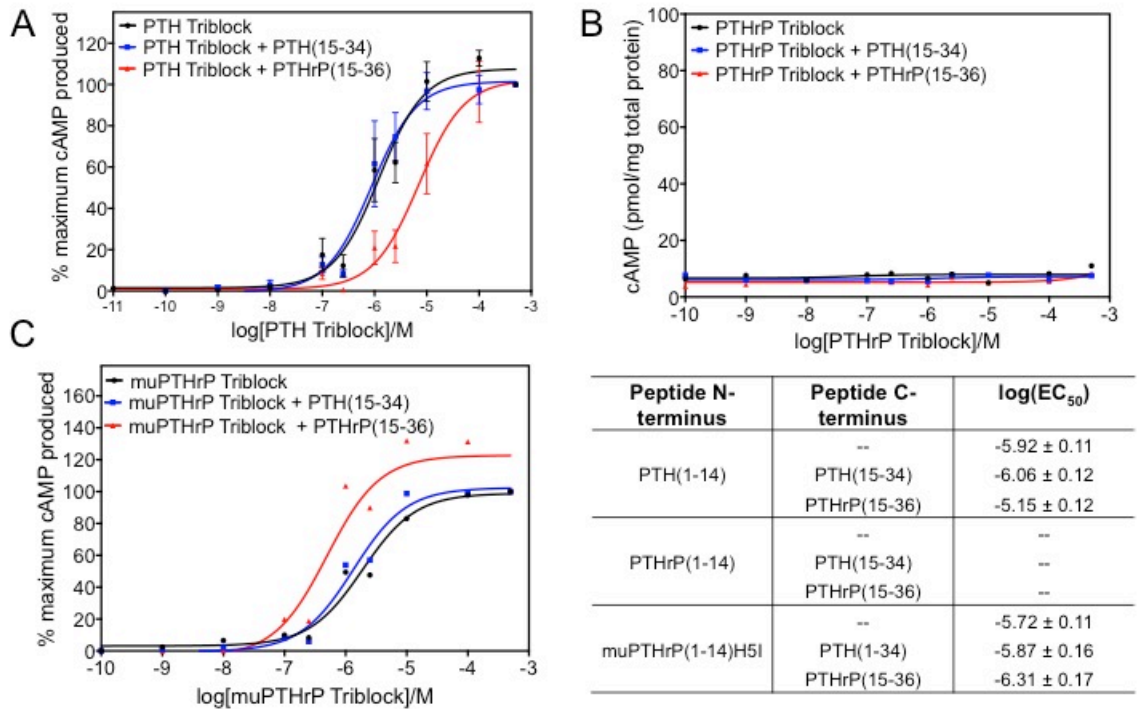 A
PTH Triblock
PTH Triblock + PTH(15-34)
PTH Triblock + PTHrP(15-36)
% maximum cAMP produced
120
100
80
60
40
20
0
-11 -10 -9 -8 -7 -6 -5 -4 -3
log[PTH Triblock]/M
B
PTHrP Triblock
PTHrP Triblock + PTH(15-34)
PTHrP Triblock + PTHrP(15-36)
cAMP (pmol/mg total protein)
100
80
60
40
20
0
-10 -9 -8 -7 -6 -5 -4 -3
log[PTHrP Triblock]/M
C
muPTHrP Triblock
muPTHrP Triblock + PTH(15-34)
muPTHrP Triblock + PTHrP(15-36)
% maximum cAMP produced
160
140
120
100
80
60
40
20
0
-10 -9 -8 -7 -6 -5 -4 -3
log[muPTHrP Triblock]/M
Peptide N-terminus Peptide C-terminus log(EC50)
PTH(1-14) -- -5.92 ± 0.11
PTH(15-34) -6.06 ± 0.12
PTHrP(15-36) -5.15 ± 0.12
PTHrP(1-14) -- --
PTH(15-34) --
PTHrP(15-36) --
muPTHrP(1-14)H5I -- -5.72 ± 0.11
PTH(1-34) -5.87 ± 0.16
PTHrP(15-36) -6.31 ± 0.17